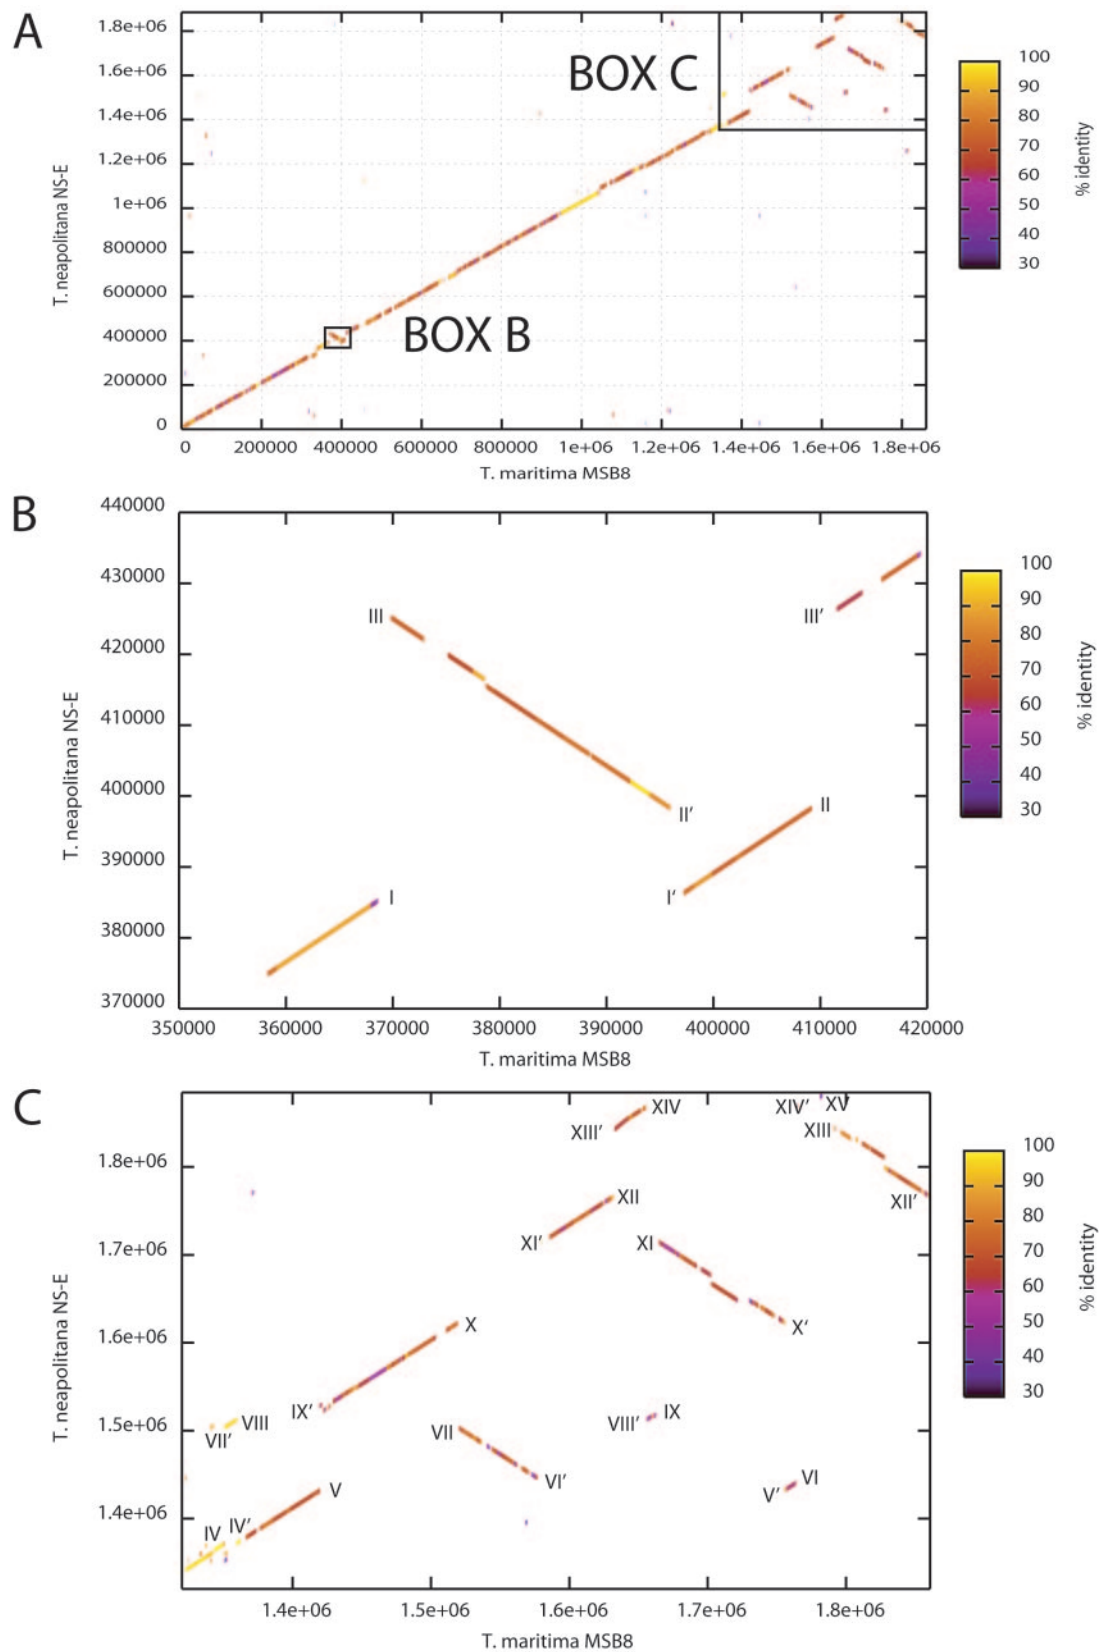 A
1.8e+06
1.6e+06
1.4e+06
1.2e+06
1e+06
800000
600000
400000
200000
0
T. neapolitana NS-E
BOX C
BOX B
0 200000 400000 600000 800000 1e+06 1.2e+06 1.4e+06 1.6e+06 1.8e+06
T. maritima MSB8
100
90
80
70
60
50
40
30
% identity
B
440000
430000
420000
410000
400000
390000
380000
370000
T. neapolitana NS-E
III
III′
II′
II
I′
I
350000 360000 370000 380000 390000 400000 410000 420000
T. maritima MSB8
100
90
80
70
60
50
40
30
% identity
C
1.8e+06
1.7e+06
1.6e+06
1.5e+06
1.4e+06
T. neapolitana NS-E
XIV XIV′ XV′
XIII′ XIII
XII XII′
XI′ XI
X X′
IX′ VIII VIII′ IX
VII′ VII
VI′ VI
V V′
IV IV′
1.4e+06 1.5e+06 1.6e+06 1.7e+06 1.8e+06
T. maritima MSB8
100
90
80
70
60
50
40
30
% identity